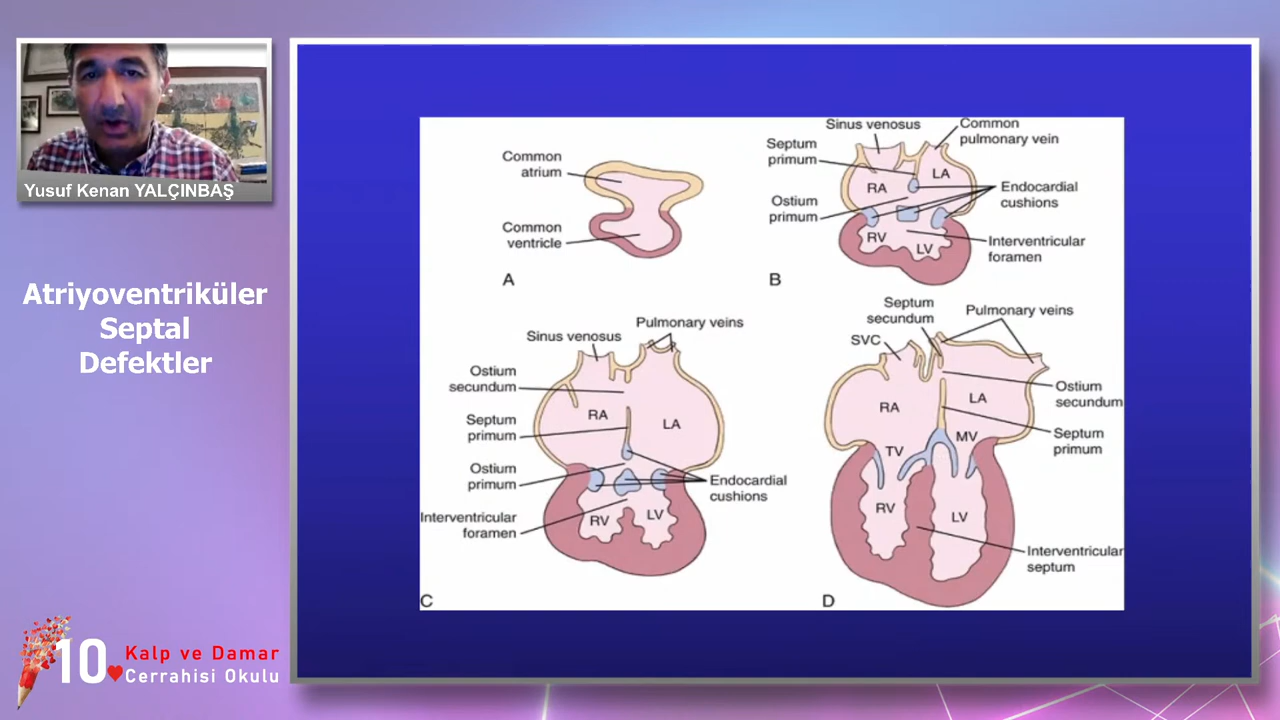 Yusuf Kenan YALÇINBAŞ
Atriyoventriküler
Septal
Defektler
10
Kalp ve Damar
Cerrahisi Okulu
Common
atrium
Common
ventricle
A
Sinus venosus
Common
pulmonary vein
Septum
primum
LA
RA
Endocardial
cushions
Ostium
primum
RV
LV
Interventricular
foramen
B
Sinus venosus
Pulmonary veins
Ostium
secundum
RA
LA
Septum
primum
Ostium
primum
Endocardial
cushions
Interventricular
foramen
RV
LV
C
Septum
secundum
Pulmonary veins
SVC
Ostium
secundum
RA
LA
Septum
primum
TV
MV
RV
LV
Interventricular
septum
D